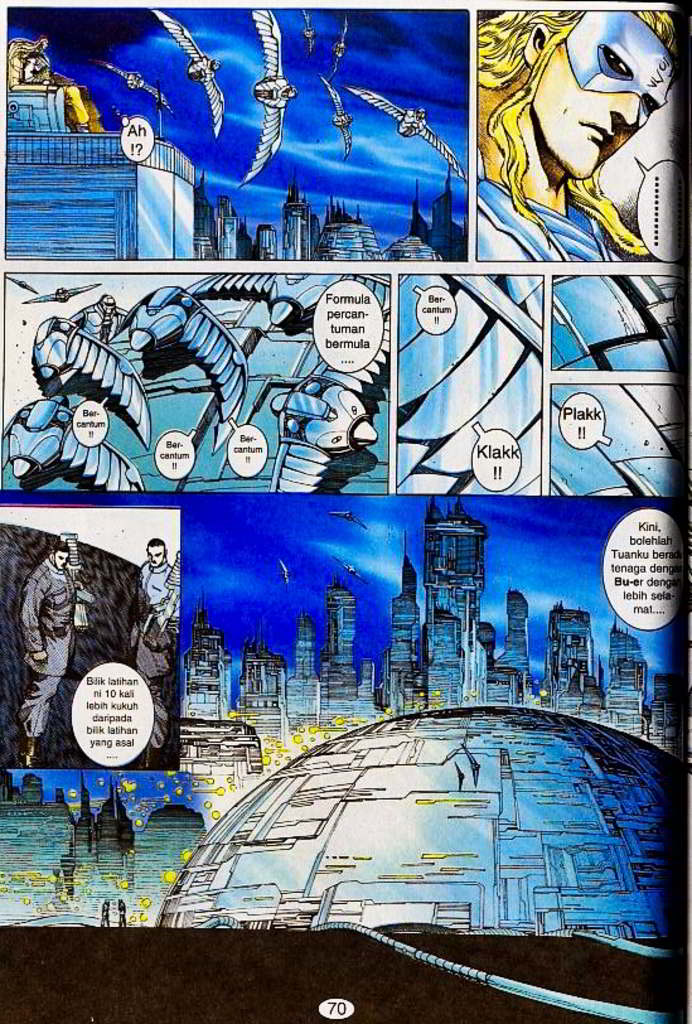 Ah
!?
..........
Formula
percan-
tuman
bermula
....
Ber-
cantum
!!
Ber-
cantum
!!
Ber-
cantum
!!
Ber-
cantum
!!
Klakk
!!
Plakk
!!
Bilik latihan
ni 10 kali
lebih kukuh
daripada
bilik latihan
yang asal
....
Kini,
bolehlah
Tuanku beradu
tenaga dengan
Bu-er dengan
lebih sela-
mat....
70